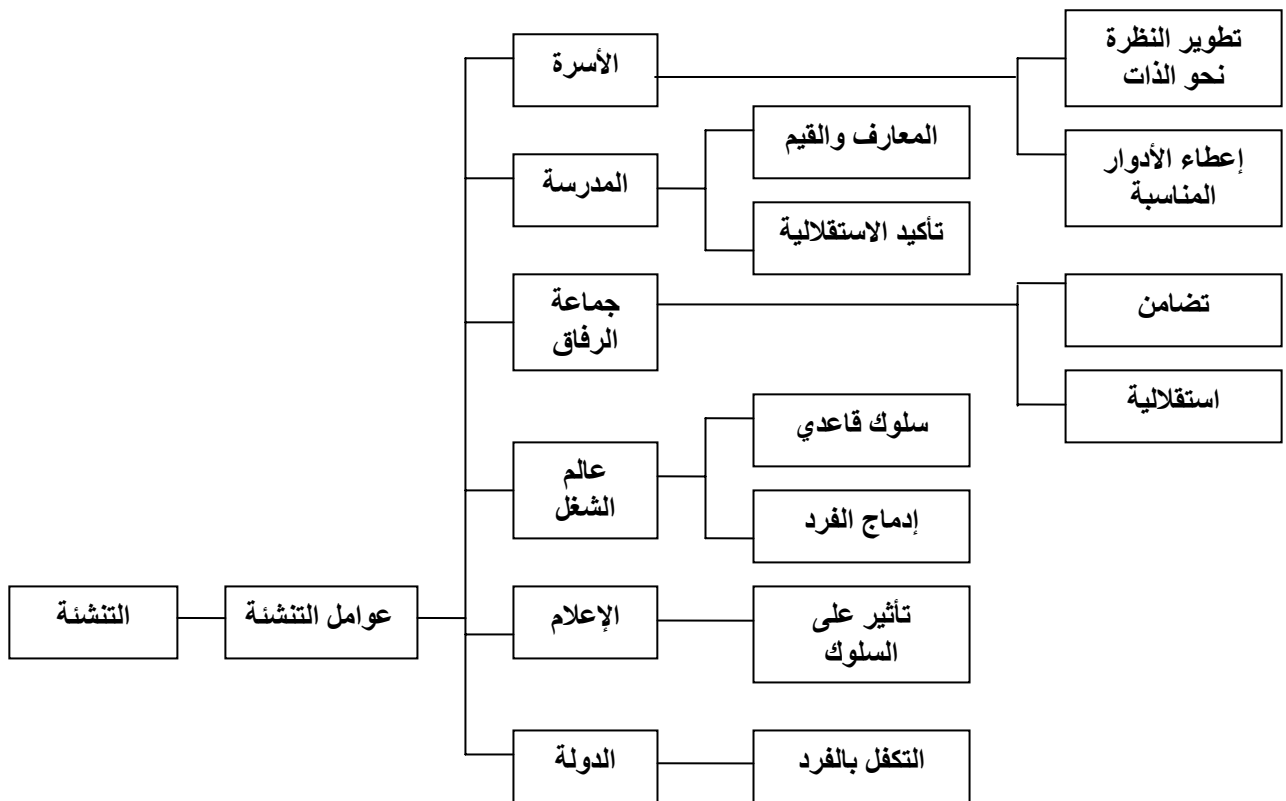 تطوير النظرة
نحو الذات
الأسرة
المعارف والقيم
إعطاء الأدوار
المناسبة
المدرسة
تأكيد الاستقلالية
جماعة
الرفاق
تضامن
استقلالية
سلوك قاعدي
عالم
الشغل
إدماج الفرد
التنشئة
عوامل التنشئة
الإعلام
تأثير على
السلوك
الدولة
التكفل بالفرد